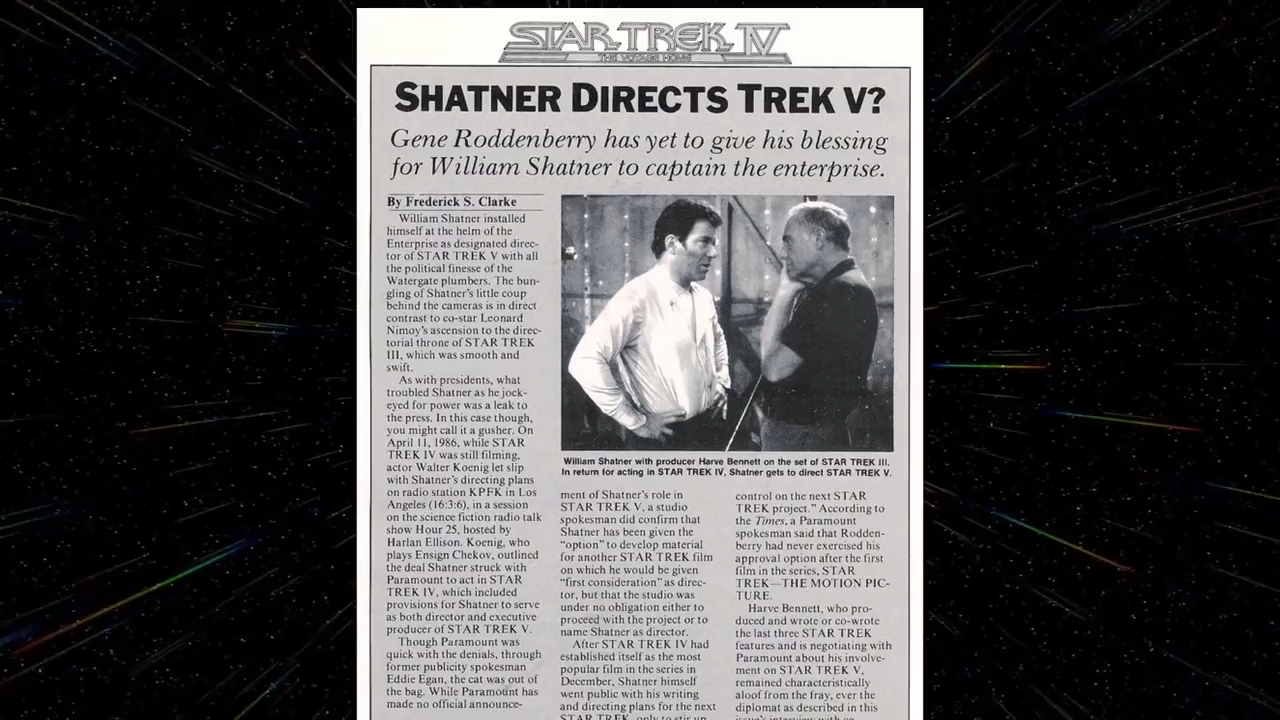 STAR TREK IV
THE VOYAGE HOME
SHATNER DIRECTS TREK V?
Gene Roddenberry has yet to give his blessing
for William Shatner to captain the enterprise.
By Frederick S. Clarke
William Shatner installed
himself at the helm of the
Enterprise as designated direc-
tor of STAR TREK V with all
the political finesse of the
Watergate plumbers. The bun-
gling of Shatner's little coup
behind the cameras is in direct
contrast to co-star Leonard
Nimoy's ascension to the direc-
torial throne of STAR TREK
III, which was smooth and
swift.
As with presidents, what
troubled Shatner as he jock-
eyed for power was a leak to
the press. In this case though,
you might call it a gusher. On
April 11, 1986, while STAR
TREK IV was still filming,
actor Walter Koenig let slip
with Shatner's directing plans
on radio station KPFK in Los
Angeles (16:3:6), in a session
on the science fiction radio talk
show Hour 25, hosted by
Harlan Ellison. Koenig, who
plays Ensign Chekov, outlined
the deal Shatner struck with
Paramount to act in STAR
TREK IV, which included
provisions for Shatner to serve
as both director and executive
producer of STAR TREK V.
Though Paramount was
quick with the denials, through
former publicity spokesman
Eddie Egan, the cat was out of
the bag. While Paramount has
made no official announce-
William Shatner with producer Harve Bennett on the set of STAR TREK III.
In return for acting in STAR TREK IV, Shatner gets to direct STAR TREK V.
ment of Shatner's role in
STAR TREK V, a studio
spokesman did confirm that
Shatner has been given the
"option" to develop material
for another STAR TREK film
on which he would be given
"first consideration" as direc-
tor, but that the studio was
under no obligation either to
proceed with the project or to
name Shatner as director.
After STAR TREK IV had
established itself as the most
popular film in the series in
December, Shatner himself
went public with his writing
and directing plans for the next
STAR TREK, only to stir up
control on the next STAR
TREK project." According to
the Times, a Paramount
spokesman said that Rodden-
berry had never exercised his
approval option after the first
film in the series, STAR
TREK—THE MOTION PIC-
TURE.
Harve Bennett, who pro-
duced and wrote or co-wrote
the last three STAR TREK
features and is negotiating with
Paramount about his involve-
ment on STAR TREK V,
remained characteristically
aloof from the fray, ever the
diplomat as described in this
issue's interview with co-